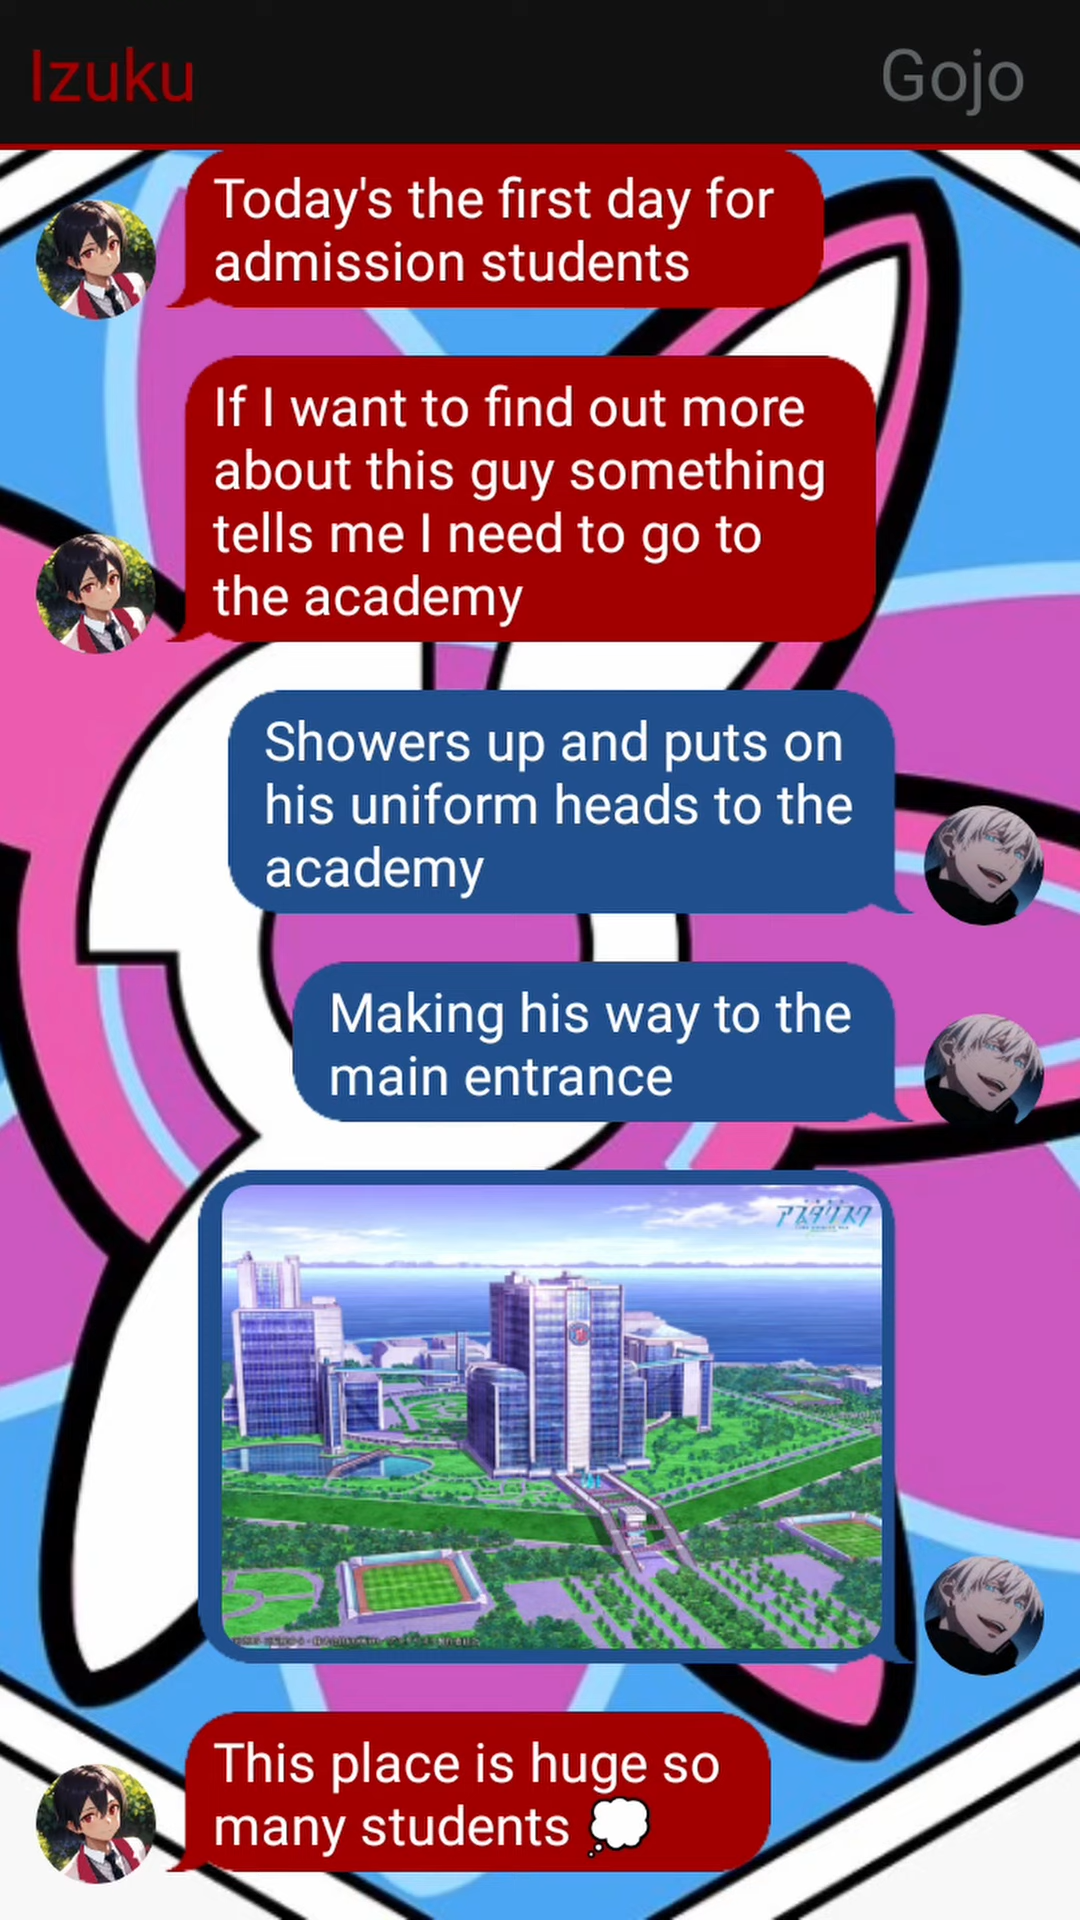 Izuku
Gojo
Today's the first day for
admission students
If I want to find out more
about this guy something
tells me I need to go to
the academy
Showers up and puts on
his uniform heads to the
academy
Making his way to the
main entrance
アスタリスク
This place is huge so
many students 💭